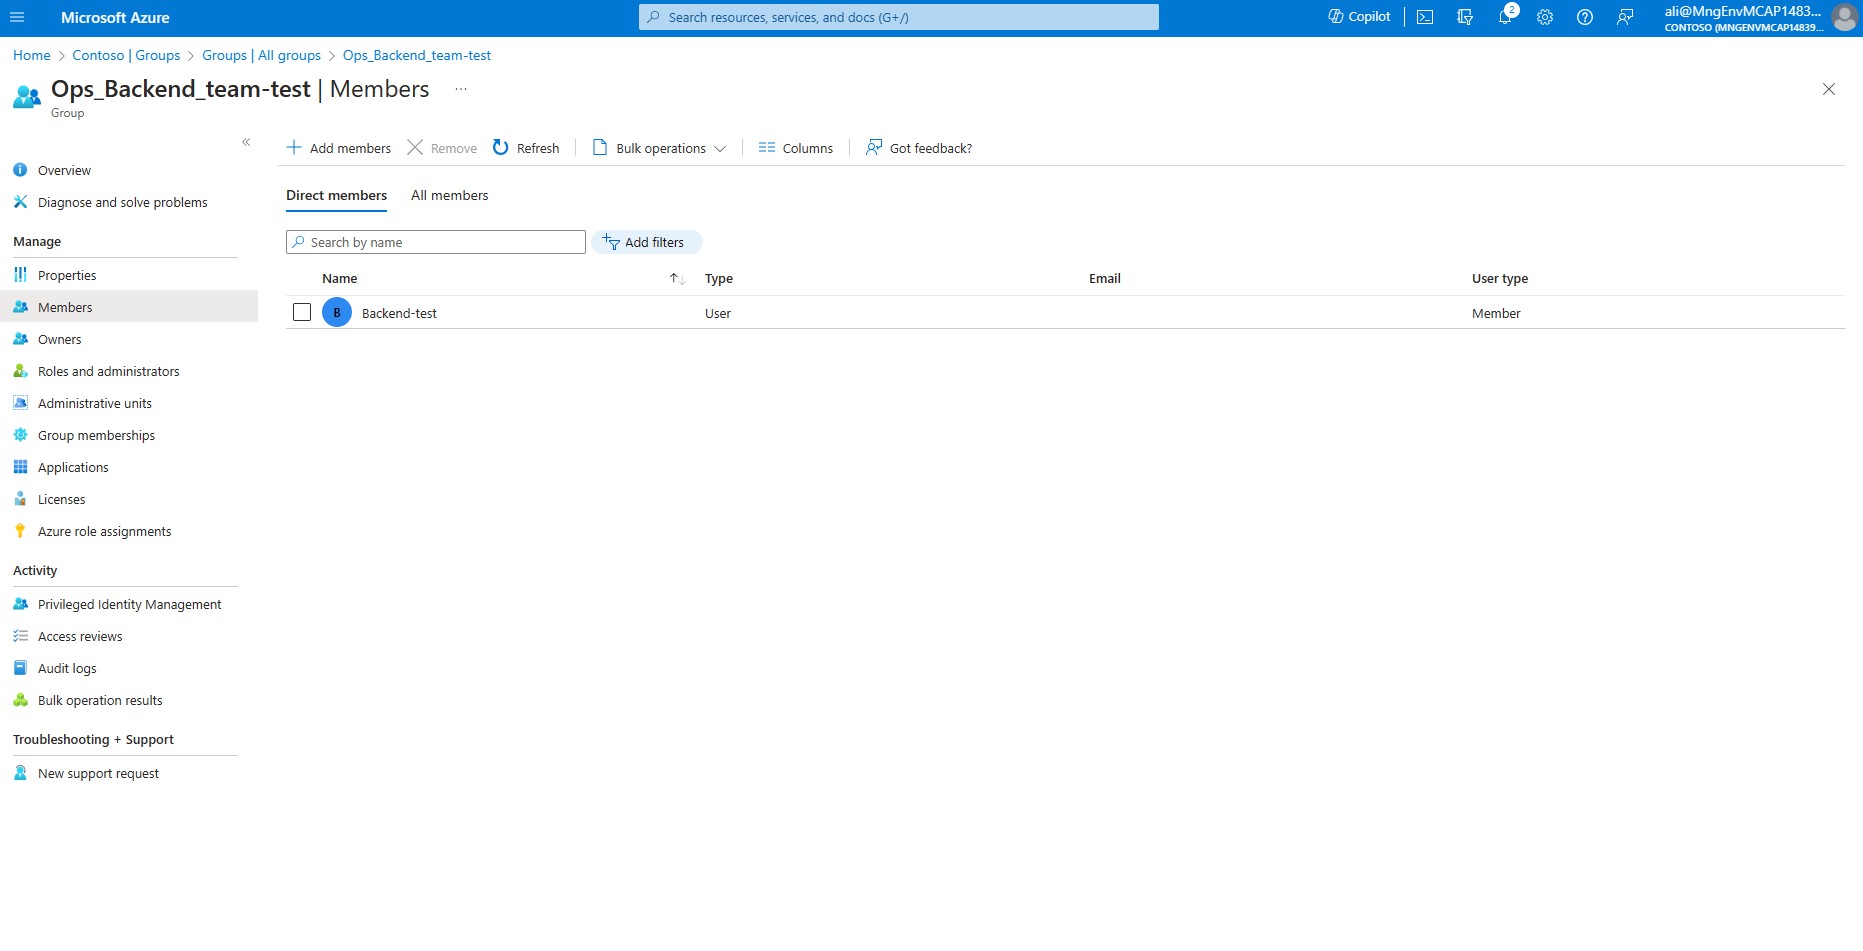 Microsoft Azure
Search resources, services, and docs (G+/)
Copilot
2
ali@MngEnvMCAP1483...
CONTOSO (MNGENVMCAP14839...
Home > Contoso | Groups > Groups | All groups > Ops_Backend_team-test
Ops_Backend_team-test | Members ...
Group
«
Add members
Remove
Refresh
Bulk operations
Columns
Got feedback?
Overview
Diagnose and solve problems
Manage
Properties
Members
Owners
Roles and administrators
Administrative units
Group memberships
Applications
Licenses
Azure role assignments
Activity
Privileged Identity Management
Access reviews
Audit logs
Bulk operation results
Troubleshooting + Support
New support request
Direct members All members
Search by name
Add filters
Name Type Email User type
B Backend-test User Member